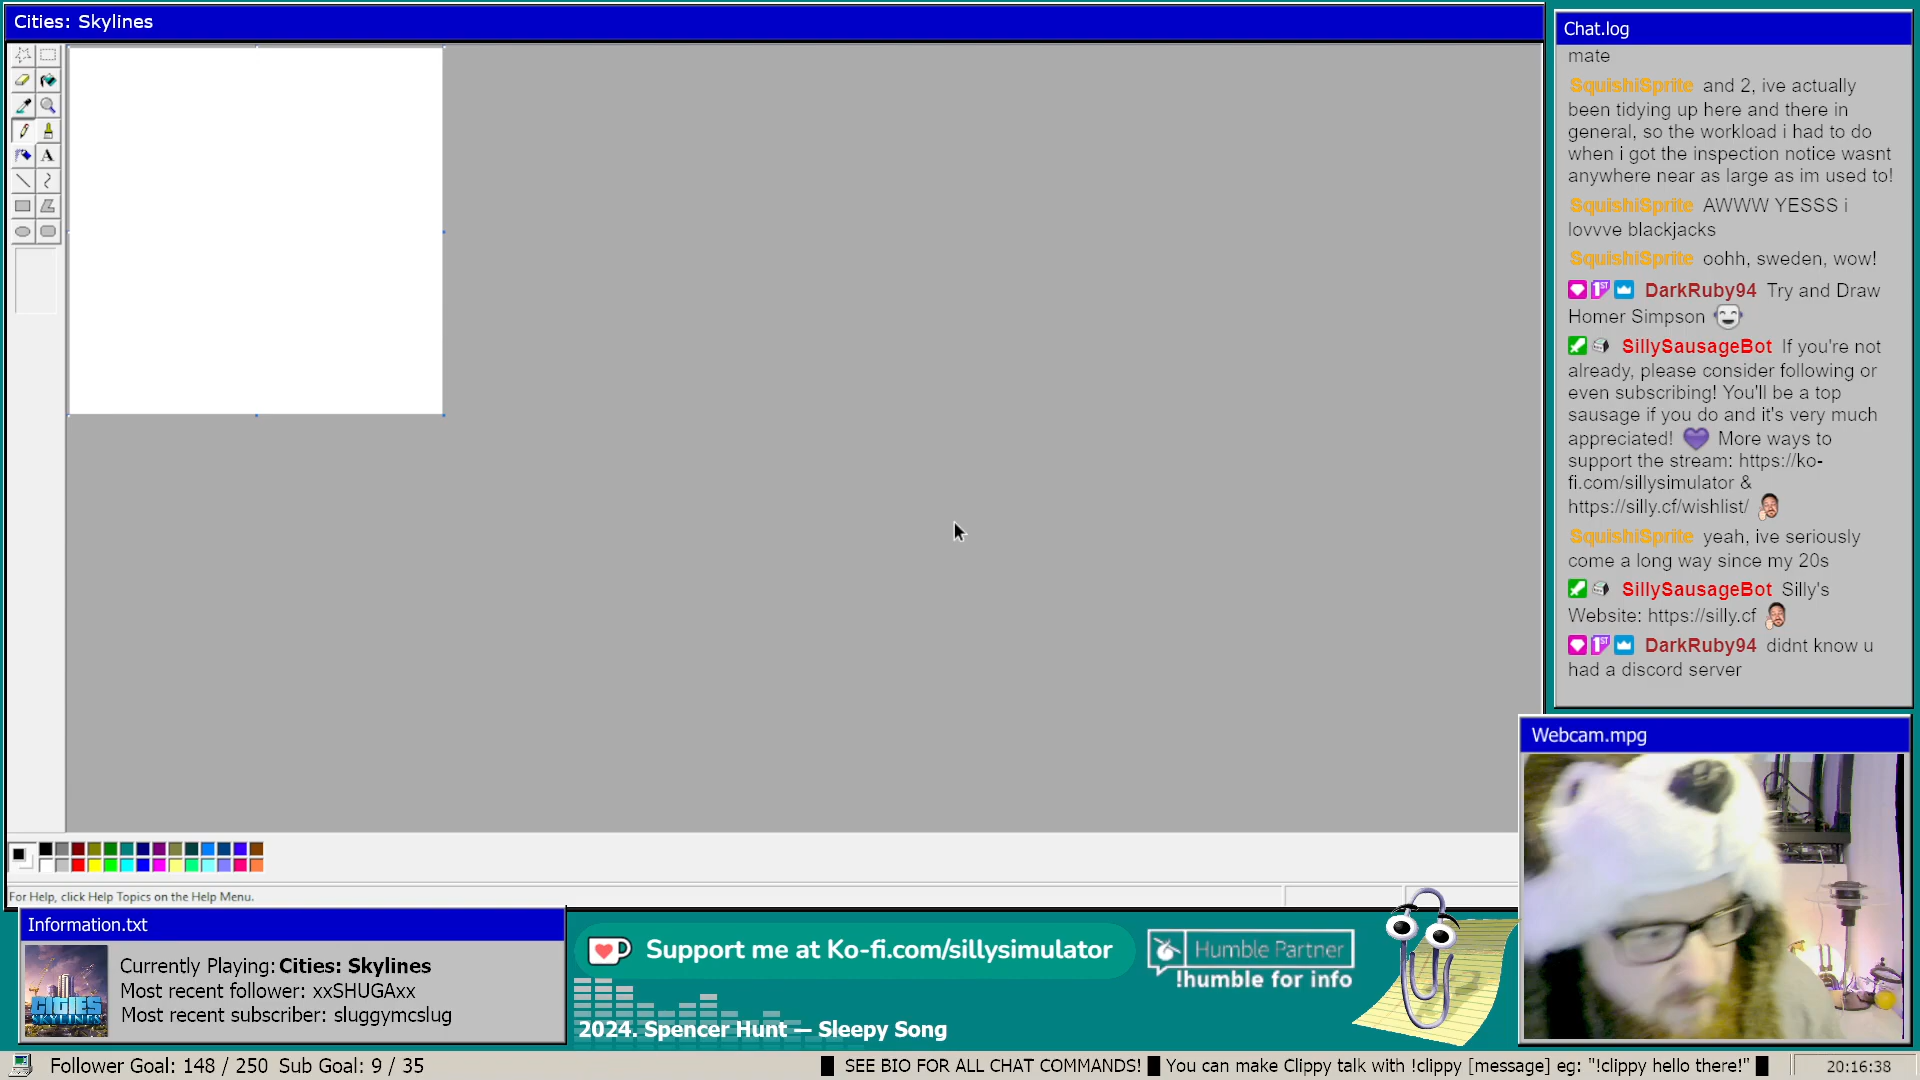 Cities: Skylines
Chat.log
mate
SquishiSprite and 2, ive actually
been tidying up here and there in
general, so the workload i had to do
when i got the inspection notice wasnt
anywhere near as large as im used to!
SquishiSprite AWWW YESSS i
lovvve blackjacks
SquishiSprite oohh, sweden, wow!
1ST DarkRuby94 Try and Draw
Homer Simpson
SillySausageBot If you're not
already, please consider following or
even subscribing! You'll be a top
sausage if you do and it's very much
appreciated! More ways to
support the stream: https://ko-
fi.com/sillysimulator &
https://silly.cf/wishlist/
SquishiSprite yeah, ive seriously
come a long way since my 20s
SillySausageBot Silly's
Website: https://silly.cf
1ST DarkRuby94 didnt know u
had a discord server
Webcam.mpg
A
For Help, click Help Topics on the Help Menu.
Information.txt
CITIES
SKYLINES
Currently Playing: Cities: Skylines
Most recent follower: xxSHUGAxx
Most recent subscriber: sluggymcslug
Support me at Ko-fi.com/sillysimulator
Humble Partner
!humble for info
2024. Spencer Hunt — Sleepy Song
Follower Goal: 148 / 250 Sub Goal: 9 / 35
SEE BIO FOR ALL CHAT COMMANDS! You can make Clippy talk with !clippy [message] eg: "!clippy hello there!"
20:16:38